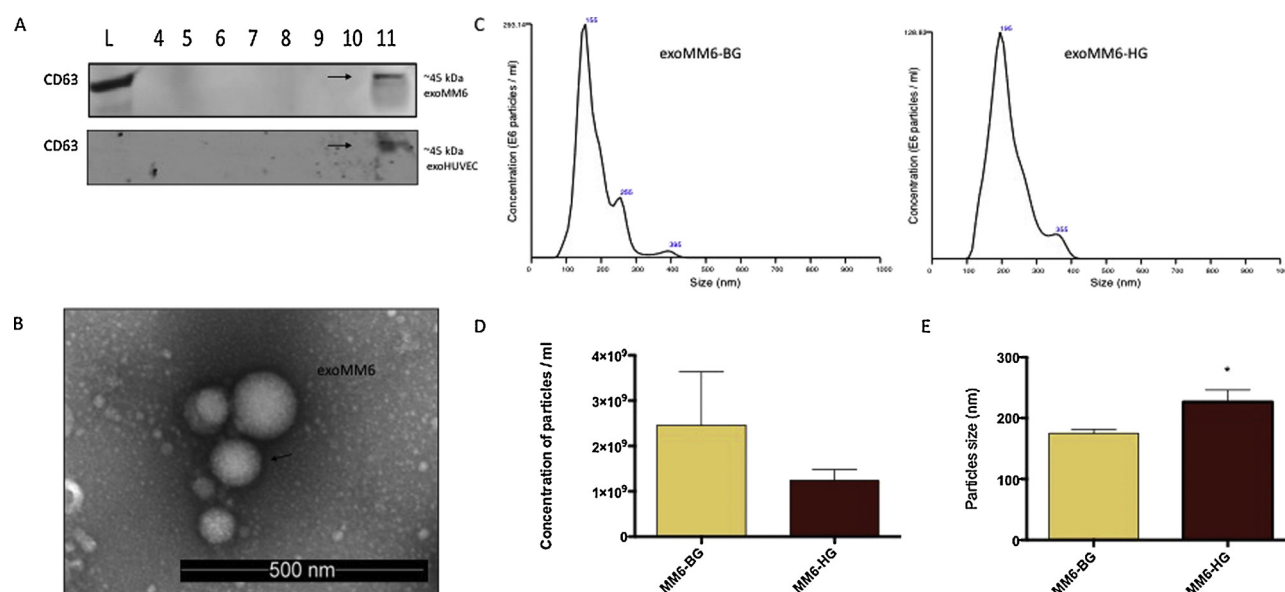 A
L 4 5 6 7 8 9 10 11
CD63
~45 kDa
exoMM6
CD63
~45 kDa
exoHUVEC
B
exoMM6
500 nm
C
exoMM6-BG
Concentration (E6 particles / ml)
293.14
155
255
395
0 100 200 300 400 500 600 700 800 900 1000
Size (nm)
exoMM6-HG
Concentration (E6 particles / ml)
128.82
195
355
0 100 200 300 400 500 600 700 800 900
Size (nm)
D
Concentration of particles / ml
4×10⁹
3×10⁹
2×10⁹
1×10⁹
0
MM6-BG
MM6-HG
E
Particles size (nm)
300
200
100
0
*
MM6-BG
MM6-HG